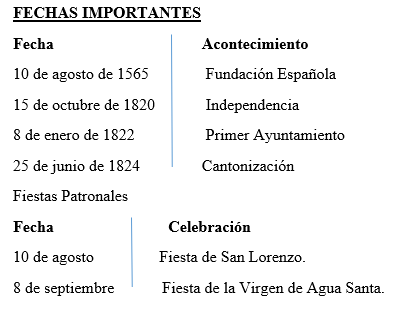 FECHAS IMPORTANTES
Fecha Acontecimiento
10 de agosto de 1565 Fundación Española
15 de octubre de 1820 Independencia
8 de enero de 1822 Primer Ayuntamiento
25 de junio de 1824 Cantonización
Fiestas Patronales
Fecha Celebración
10 de agosto Fiesta de San Lorenzo.
8 de septiembre Fiesta de la Virgen de Agua Santa.